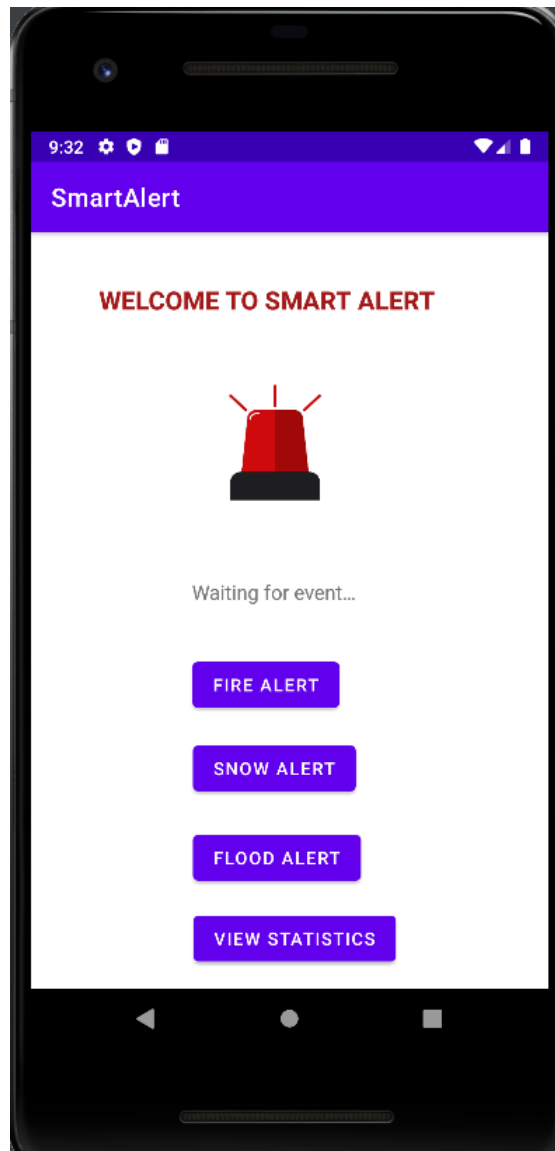 9:32
SmartAlert
WELCOME TO SMART ALERT
Waiting for event…
FIRE ALERT
SNOW ALERT
FLOOD ALERT
VIEW STATISTICS